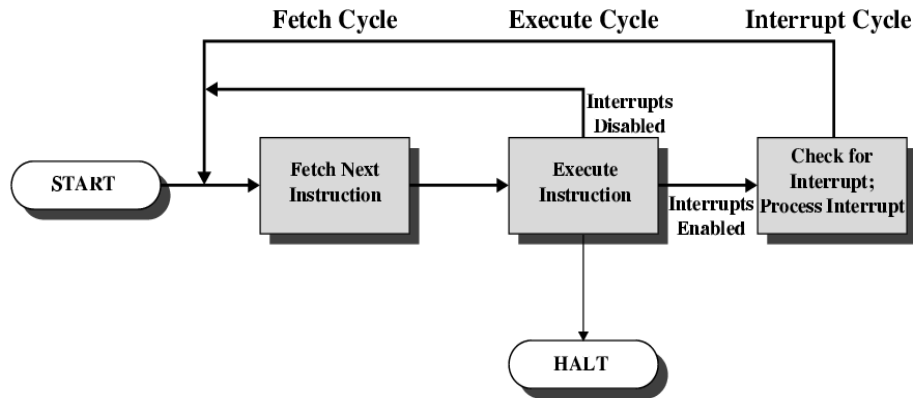 Fetch Cycle
Execute Cycle
Interrupt Cycle
Interrupts
Disabled
START
Fetch Next
Instruction
Execute
Instruction
Interrupts
Enabled
Check for
Interrupt;
Process Interrupt
HALT